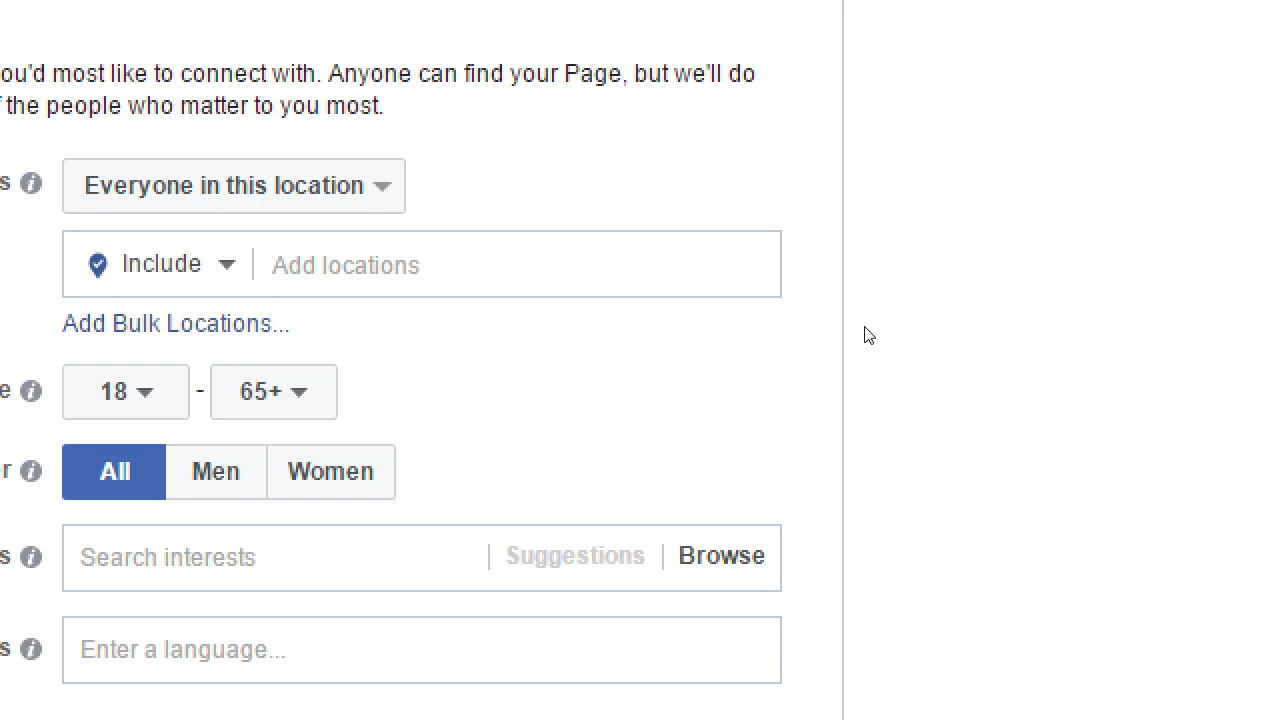 ou'd most like to connect with. Anyone can find your Page, but we'll do
f the people who matter to you most.
s Everyone in this location
Include Add locations
Add Bulk Locations...
e 18 - 65+
r All Men Women
s Search interests Suggestions Browse
s Enter a language...